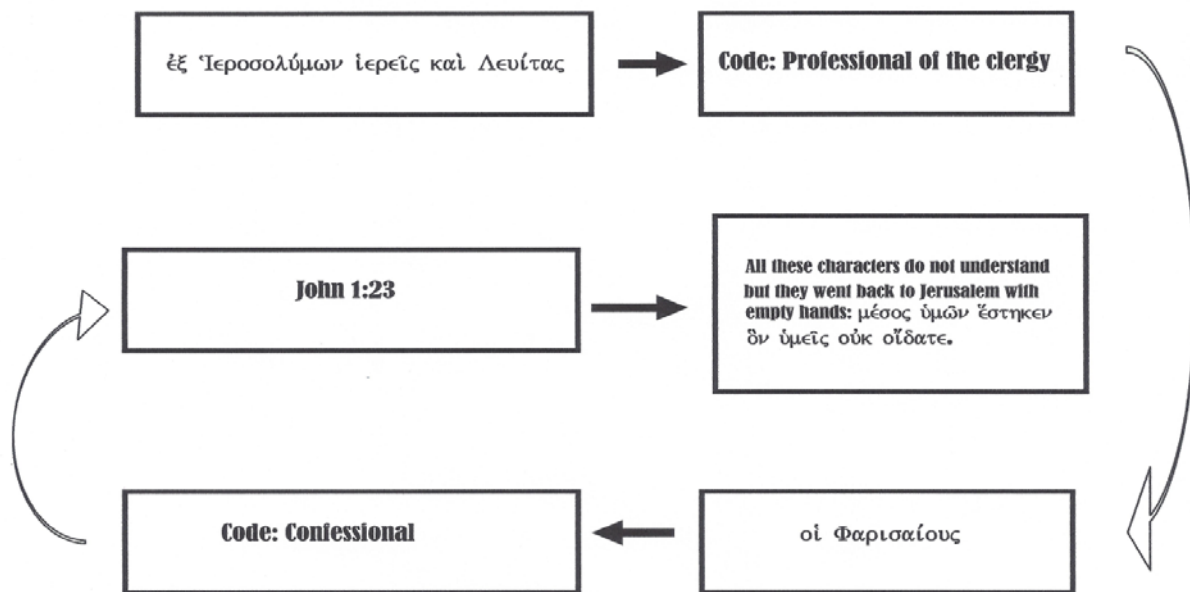 ἐξ Ἱεροσολύμων ἱερεῖς καὶ Λευίτας
Code: Professional of the clergy
John 1:23
All these characters do not understand
but they went back to Jerusalem with
empty hands: μέσος ὑμῶν ἕστηκεν
ὃν ὑμεῖς οὐκ οἴδατε.
Code: Confessional
οἱ Φαρισαίους